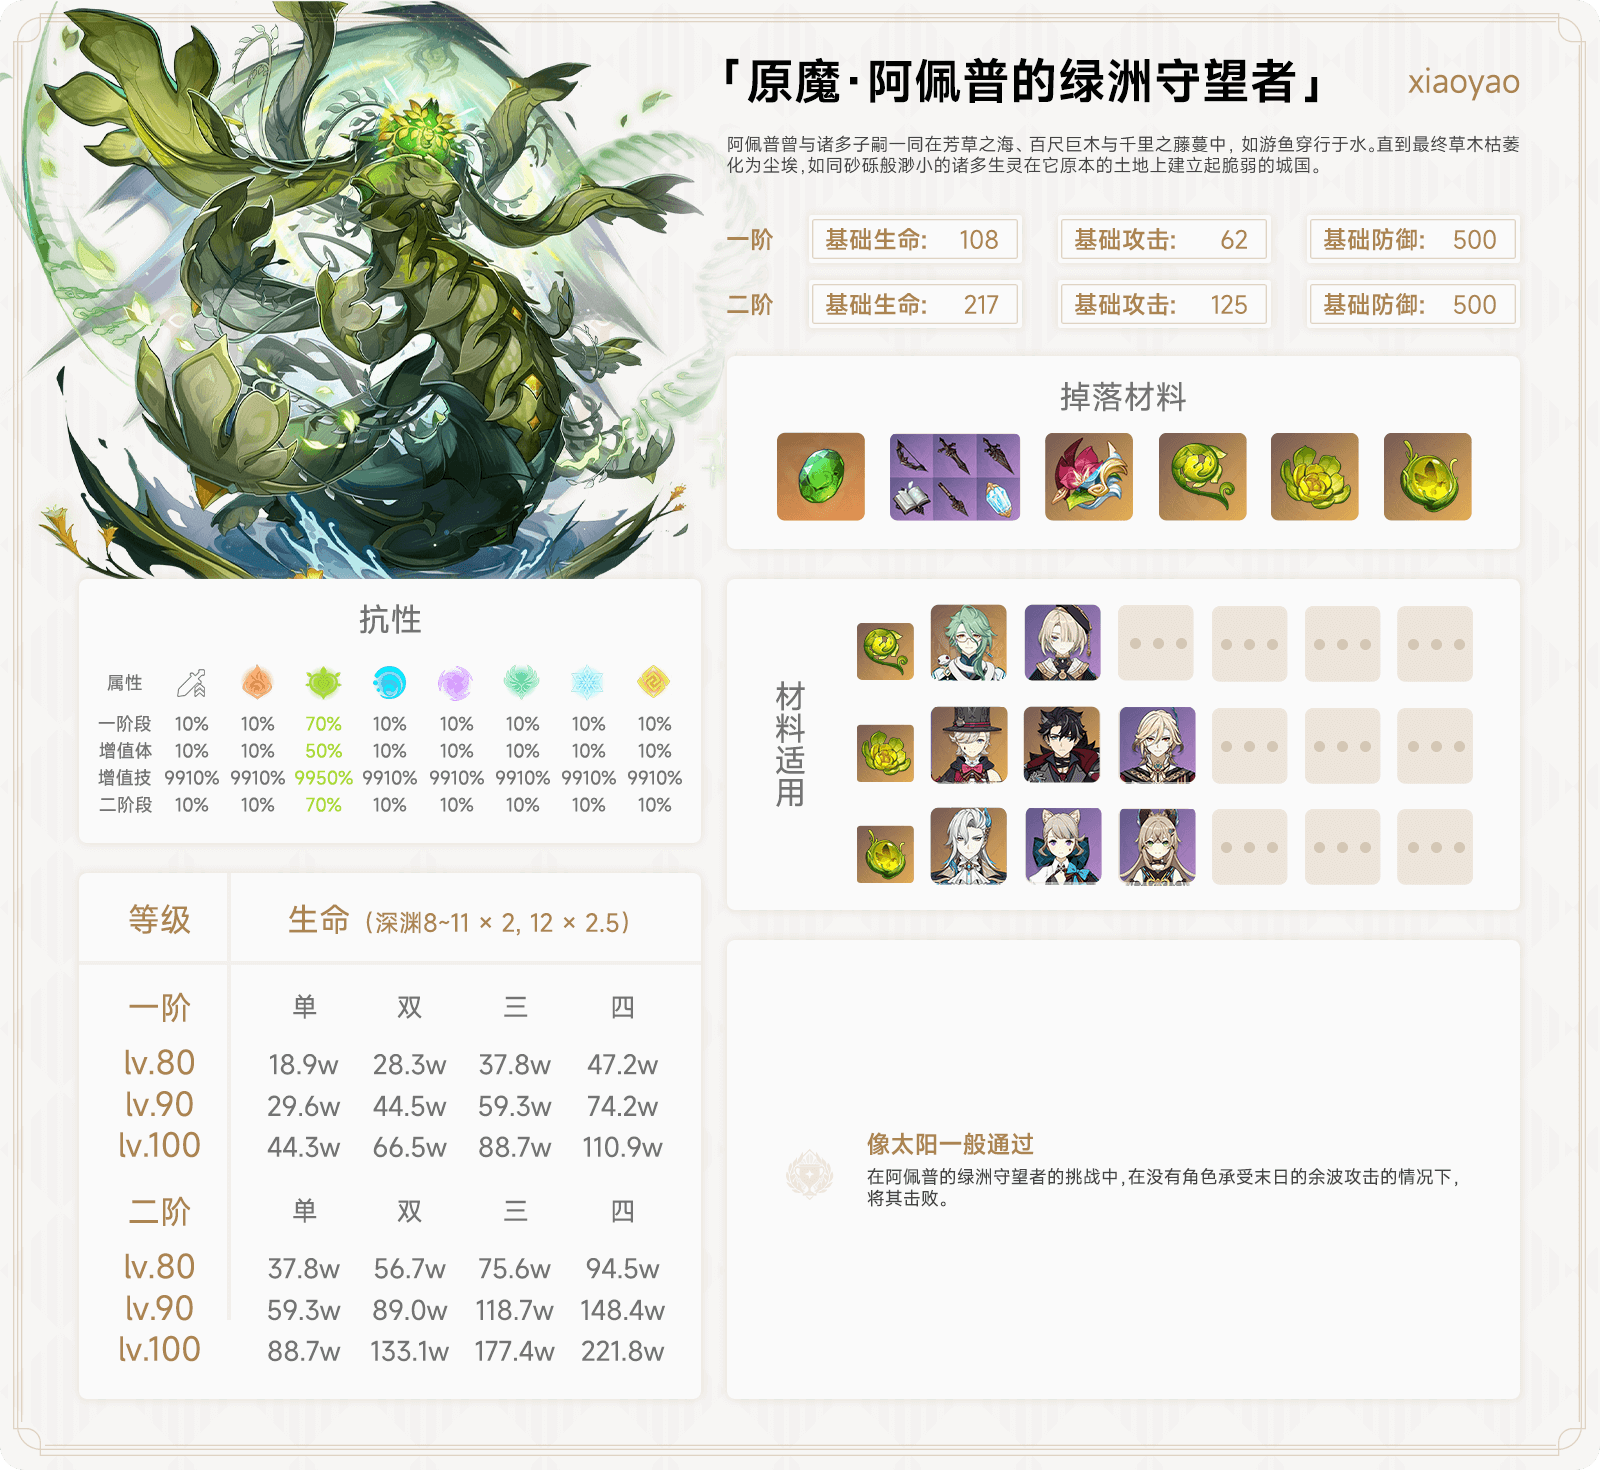 「原魔·阿佩普的绿洲守望者」
xiaoyao
阿佩普曾与诸多子嗣一同在芳草之海、百尺巨木与千里之藤蔓中，如游鱼穿行于水。直到最终草木枯萎
化为尘埃，如同砂砾般渺小的诸多生灵在它原本的土地上建立起脆弱的城国。
一阶 基础生命: 108 基础攻击: 62 基础防御: 500
二阶 基础生命: 217 基础攻击: 125 基础防御: 500
掉落材料
抗性
属性
一阶段 10% 10% 70% 10% 10% 10% 10% 10%
增值体 10% 10% 50% 10% 10% 10% 10% 10%
增值技 9910% 9910% 9950% 9910% 9910% 9910% 9910% 9910%
二阶段 10% 10% 70% 10% 10% 10% 10% 10%
材料适用
等级 生命（深渊8~11 × 2, 12 × 2.5）
一阶 单 双 三 四
lv.80 18.9w 28.3w 37.8w 47.2w
lv.90 29.6w 44.5w 59.3w 74.2w
lv.100 44.3w 66.5w 88.7w 110.9w
二阶 单 双 三 四
lv.80 37.8w 56.7w 75.6w 94.5w
lv.90 59.3w 89.0w 118.7w 148.4w
lv.100 88.7w 133.1w 177.4w 221.8w
像太阳一般通过
在阿佩普的绿洲守望者的挑战中，在没有角色承受末日的余波攻击的情况下，
将其击败。